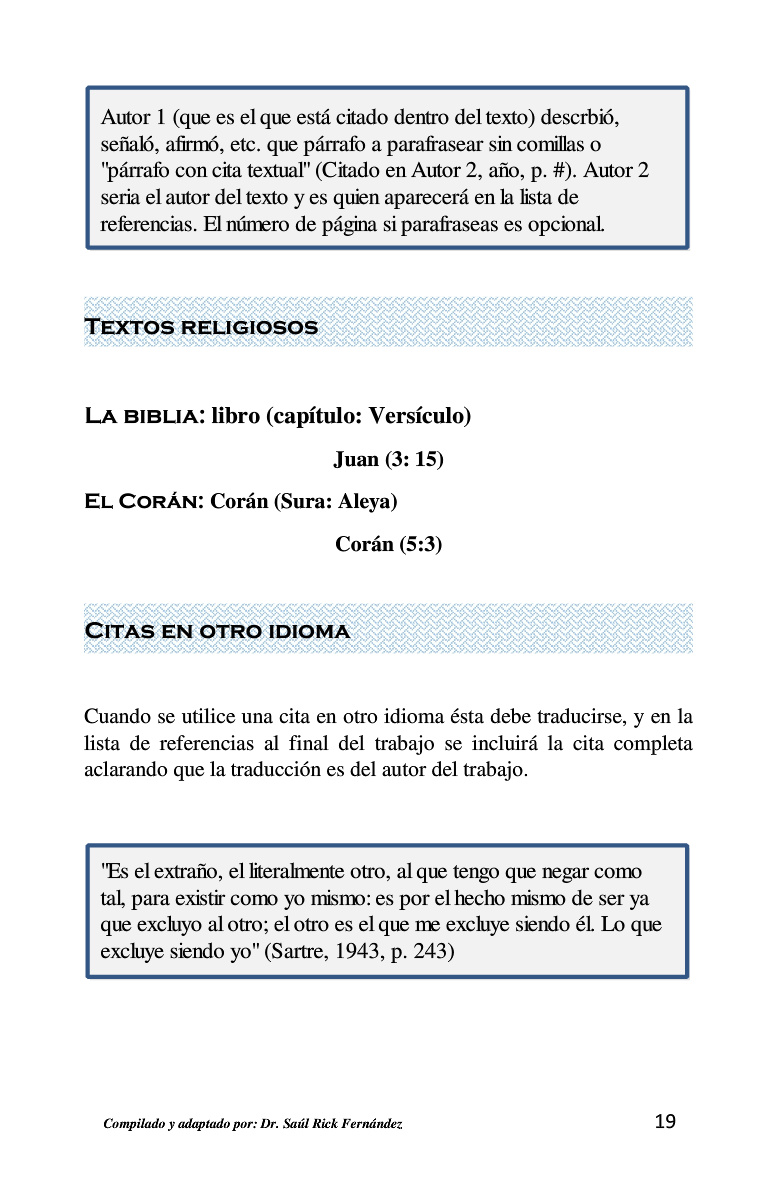 Autor 1 (que es el que está citado dentro del texto) descrbió,
señaló, afirmó, etc. que párrafo a parafrasear sin comillas o
"párrafo con cita textual" (Citado en Autor 2, año, p. #). Autor 2
seria el autor del texto y es quien aparecerá en la lista de
referencias. El número de página si parafraseas es opcional.
TEXTOS RELIGIOSOS
LA BIBLIA: libro (capítulo: Versículo)
Juan (3: 15)
EL CORÁN: Corán (Sura: Aleya)
Corán (5:3)
CITAS EN OTRO IDIOMA
Cuando se utilice una cita en otro idioma ésta debe traducirse, y en la
lista de referencias al final del trabajo se incluirá la cita completa
aclarando que la traducción es del autor del trabajo.
"Es el extraño, el literalmente otro, al que tengo que negar como
tal, para existir como yo mismo: es por el hecho mismo de ser ya
que excluyo al otro; el otro es el que me excluye siendo él. Lo que
excluye siendo yo" (Sartre, 1943, p. 243)
Compilado y adaptado por: Dr. Saúl Rick Fernández 19